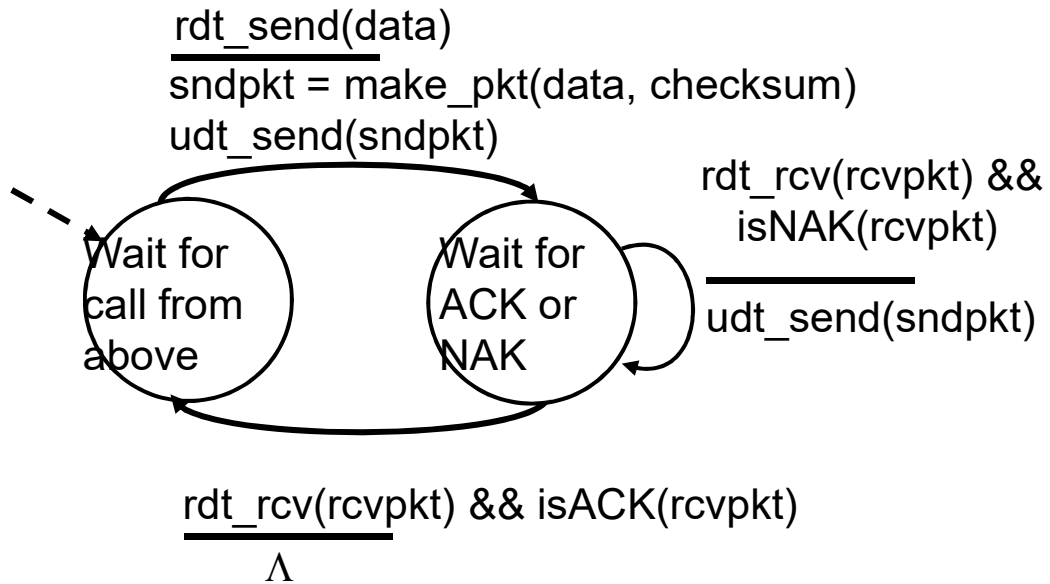 rdt_send(data)
sndpkt = make_pkt(data, checksum)
udt_send(sndpkt)
rdt_rcv(rcvpkt) &&
isNAK(rcvpkt)
udt_send(sndpkt)
Wait for
call from
above
Wait for
ACK or
NAK
rdt_rcv(rcvpkt) && isACK(rcvpkt)
Λ